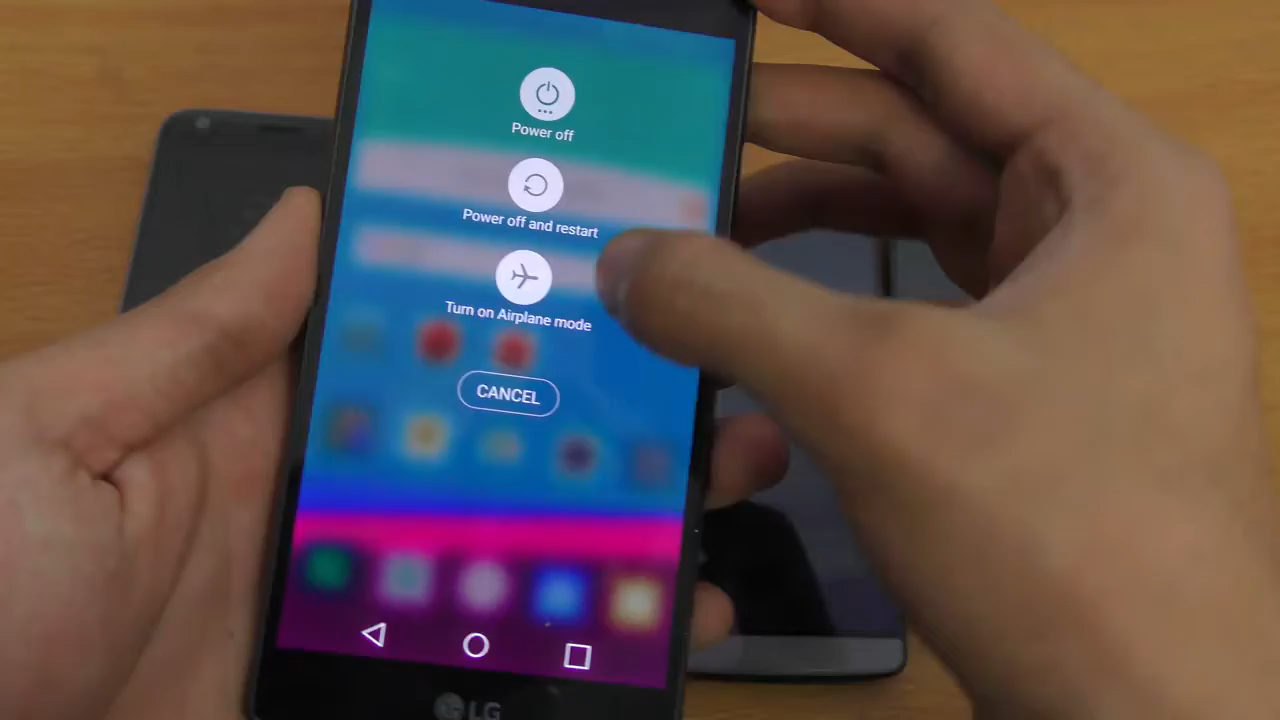 Power off
Power off and restart
Turn on Airplane mode
CANCEL
LG